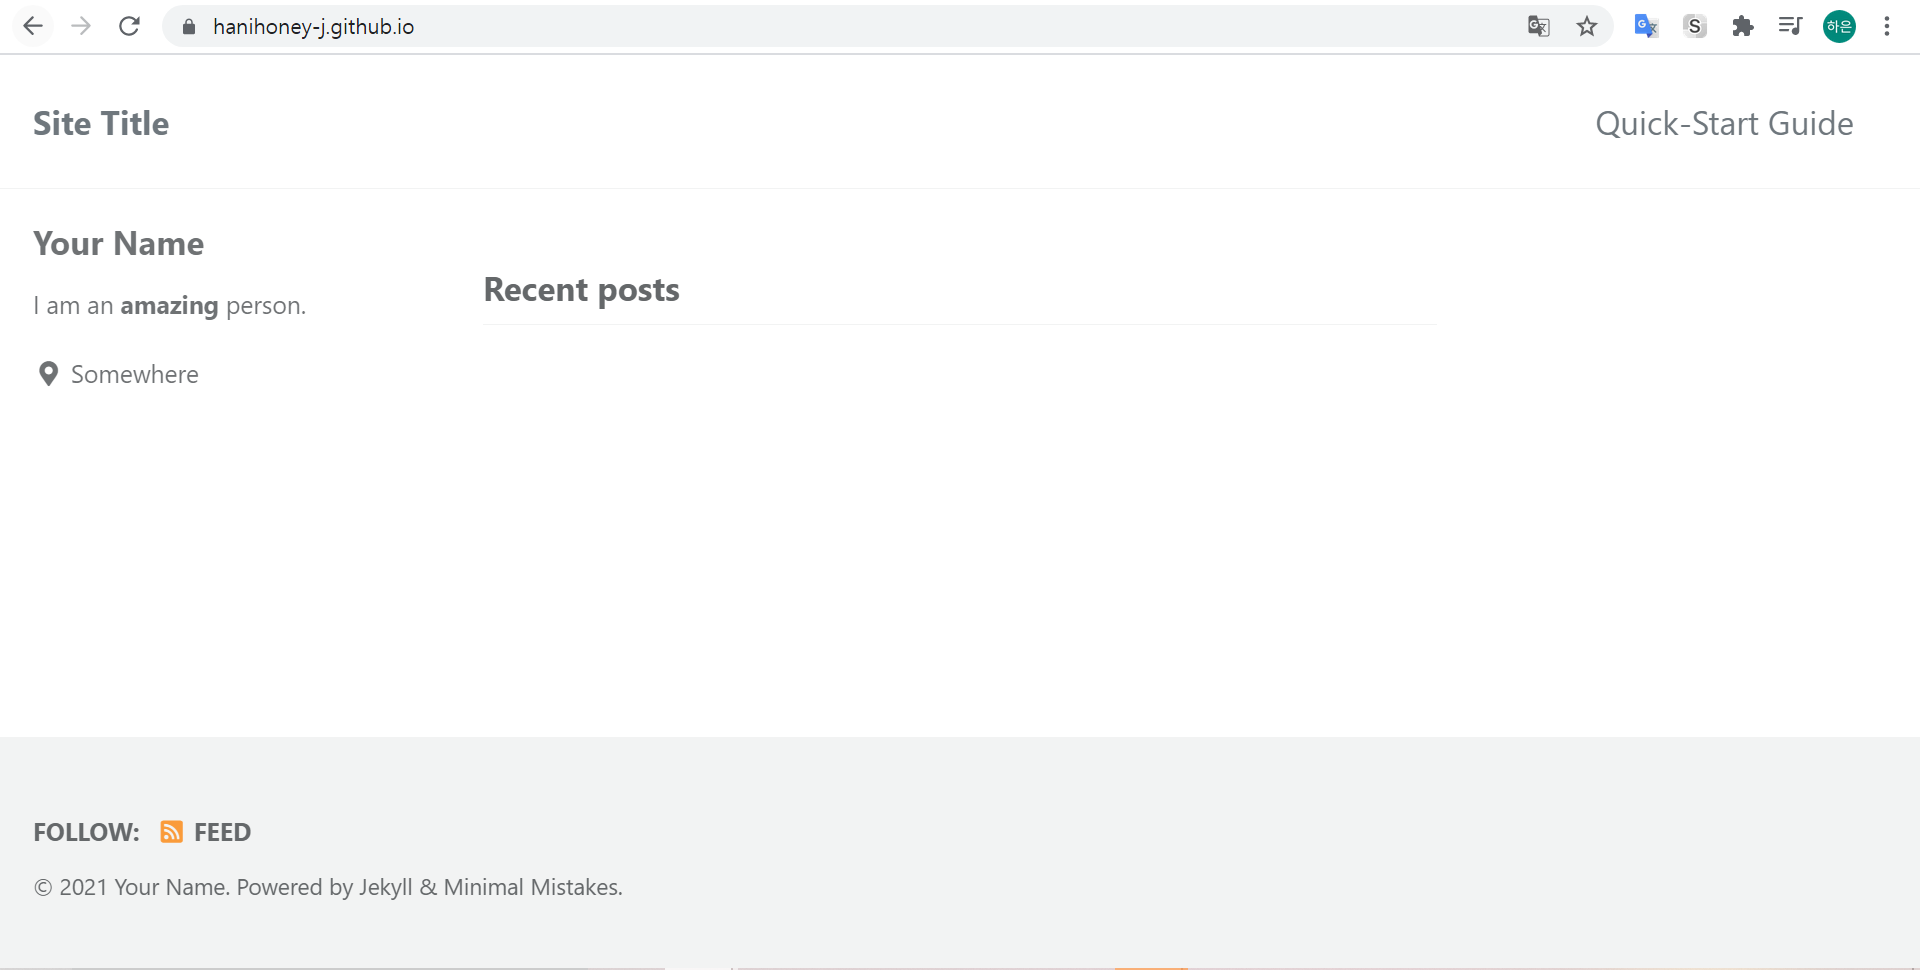 hanihoney-j.github.io
S
하은
Site Title
Quick-Start Guide
Your Name
I am an amazing person.
Somewhere
Recent posts
FOLLOW: FEED
© 2021 Your Name. Powered by Jekyll & Minimal Mistakes.